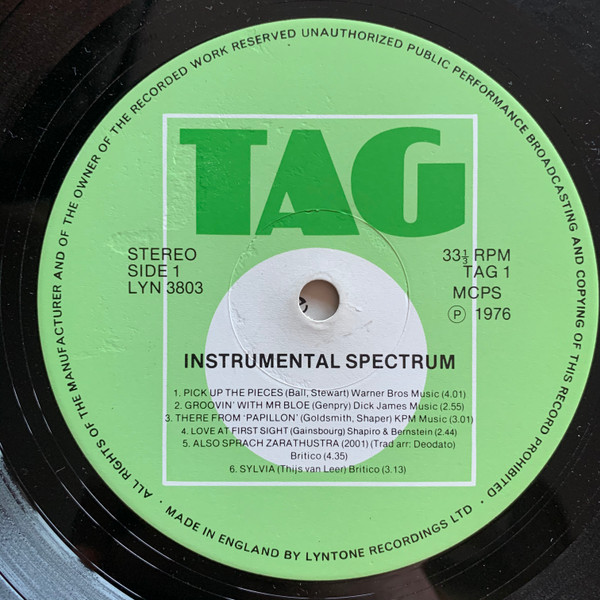 ALL RIGHTS OF THE MANUFACTURER AND OF THE OWNER OF THE RECORDED WORK RESERVED UNAUTHORIZED PUBLIC PERFORMANCE BROADCASTING AND COPYING OF THIS RECORD PROHIBITED
TAG
STEREO
SIDE 1
LYN 3803
33⅓ RPM
TAG 1
MCPS
℗ 1976
INSTRUMENTAL SPECTRUM
1. PICK UP THE PIECES (Ball, Stewart) Warner Bros Music (4.01)
2. GROOVIN' WITH MR BLOE (Genpry) Dick James Music (2.55)
3. THERE FROM 'PAPILLON' (Goldsmith, Shaper) KPM Music (3.01)
4. LOVE AT FIRST SIGHT (Gainsbourg) Shapiro & Bernstein (2.44)
5. ALSO SPRACH ZARATHUSTRA (2001) (Trad arr: Deodato)
Britico (4.35)
6. SYLVIA (Thijs van Leer) Britico (3.13)
• MADE IN ENGLAND BY LYNTONE RECORDINGS LTD •